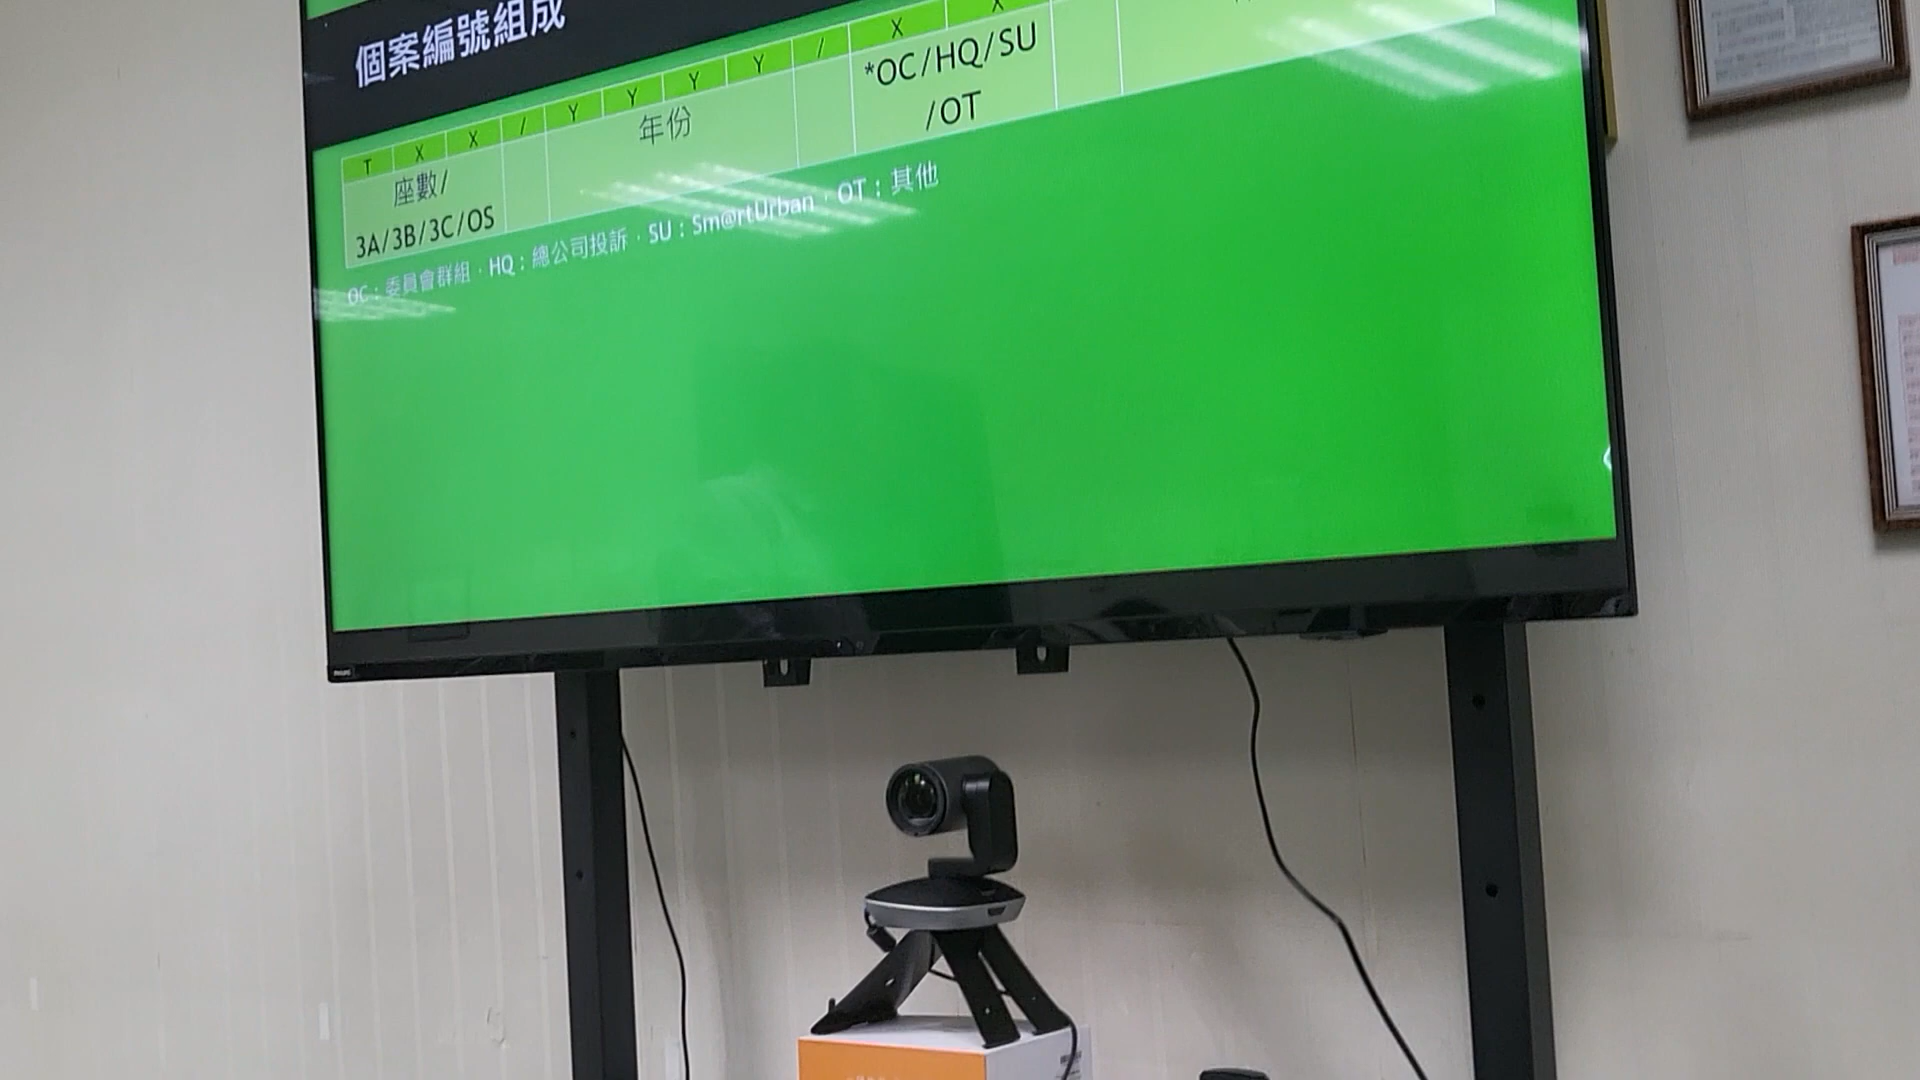 個案編號組成
T X X / Y Y Y Y / X X
座數/
3A/3B/3C/OS
年份
*OC/HQ/SU
/OT
OC：委員會群組，HQ：總公司投訴，SU：Sm@rtUrban，OT：其他